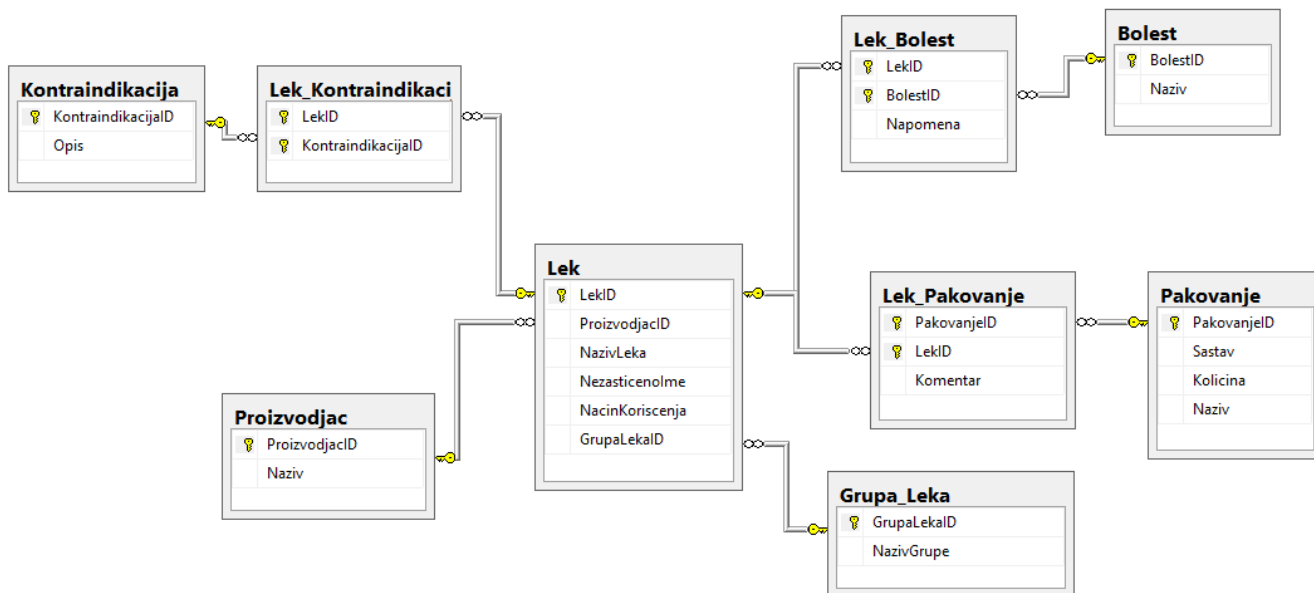 Kontraindikacija
KontraindikacijaID
Opis
Lek_Kontraindikaci
LekID
KontraindikacijaID
Lek_Bolest
LekID
BolestID
Napomena
Bolest
BolestID
Naziv
Lek
LekID
ProizvodjacID
NazivLeka
NezasticenoIme
NacinKoriscenja
GrupaLekaID
Lek_Pakovanje
PakovanjeID
LekID
Komentar
Pakovanje
PakovanjeID
Sastav
Kolicina
Naziv
Proizvodjac
ProizvodjacID
Naziv
Grupa_Leka
GrupaLekaID
NazivGrupe